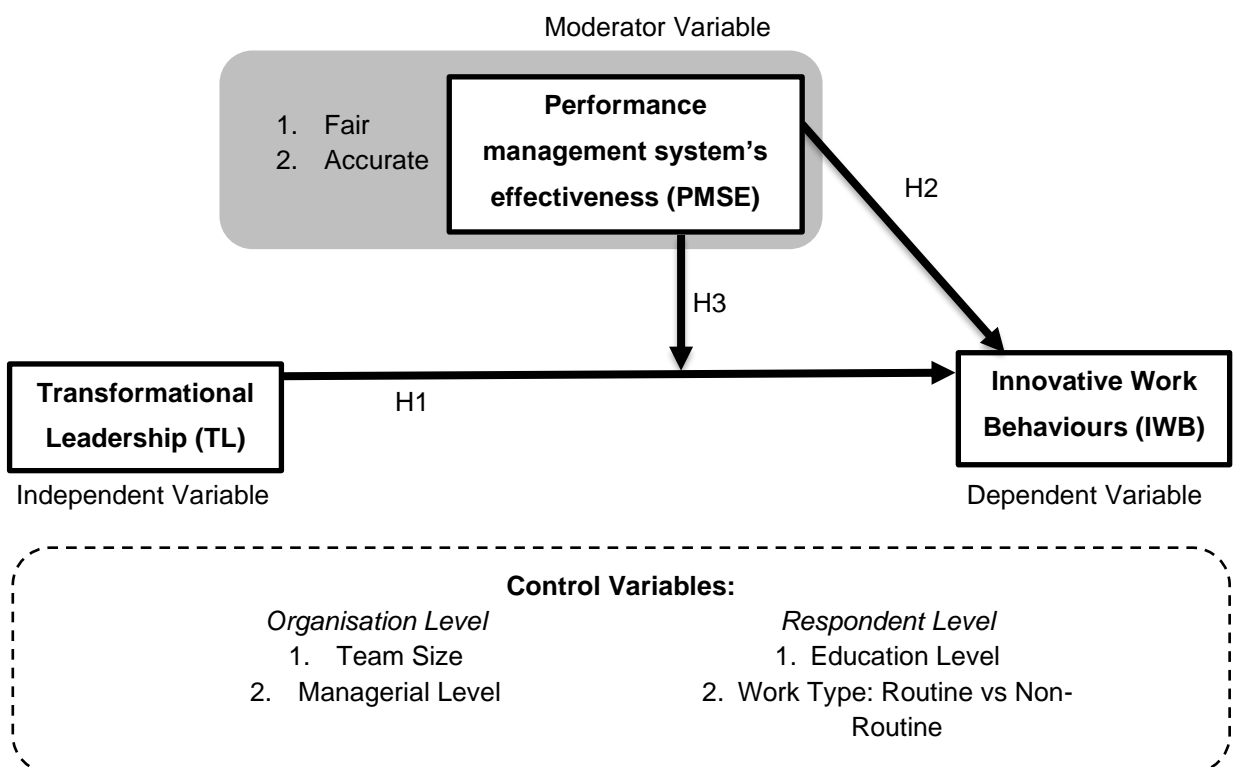 Moderator Variable
1. Fair
2. Accurate
Performance
management system’s
effectiveness (PMSE)
H2
H3
H1
Transformational
Leadership (TL)
Independent Variable
Innovative Work
Behaviours (IWB)
Dependent Variable
Control Variables:
Organisation Level
1. Team Size
2. Managerial Level
Respondent Level
1. Education Level
2. Work Type: Routine vs Non-
Routine